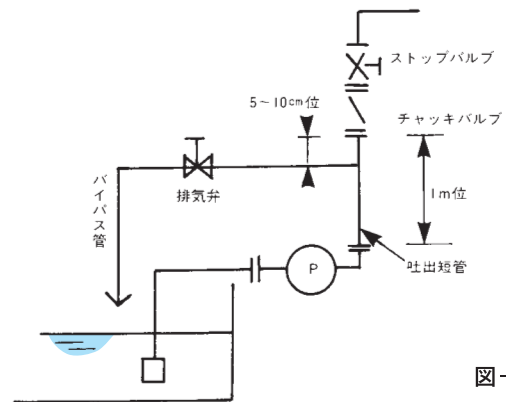 ストップバルブ
5～10cm位
チャッキバルブ
バイパス管
排気弁
1m位
吐出短管
P
図-